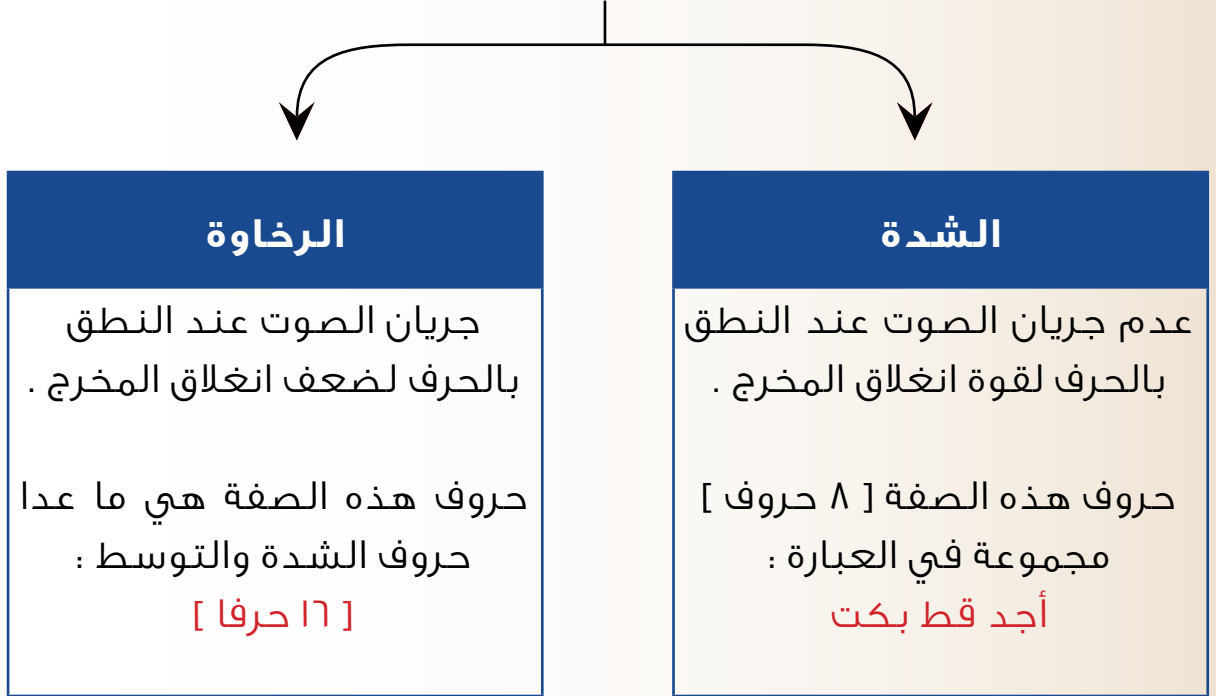 الشدة
عدم جريان الصوت عند النطق
بالحرف لقوة انغلاق المخرج .
حروف هذه الصفة [ ٨ حروف ]
مجموعة في العبارة :
أجد قط بكت
الرخاوة
جريان الصوت عند النطق
بالحرف لضعف انغلاق المخرج .
حروف هذه الصفة هي ما عدا
حروف الشدة والتوسط :
[ ١٦ حرفا ]